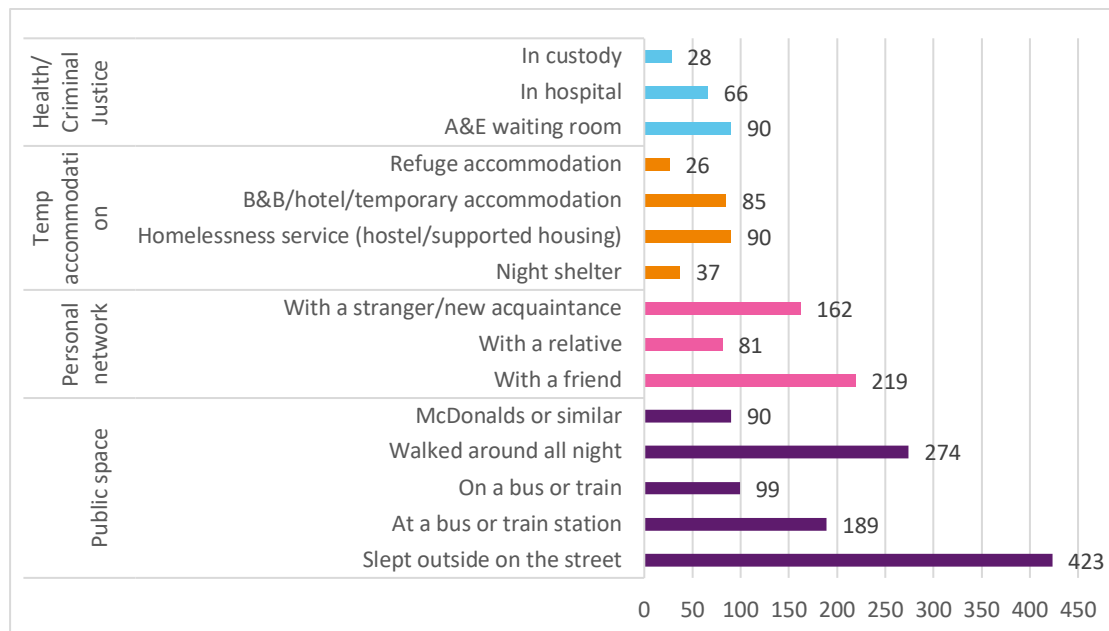 Health/
Criminal
Justice
In custody
28
In hospital
66
A&E waiting room
90
Temp
accommodati
on
Refuge accommodation
26
B&B/hotel/temporary accommodation
85
Homelessness service (hostel/supported housing)
90
Night shelter
37
Personal
network
With a stranger/new acquaintance
162
With a relative
81
With a friend
219
Public space
McDonalds or similar
90
Walked around all night
274
On a bus or train
99
At a bus or train station
189
Slept outside on the street
423
0 50 100 150 200 250 300 350 400 450